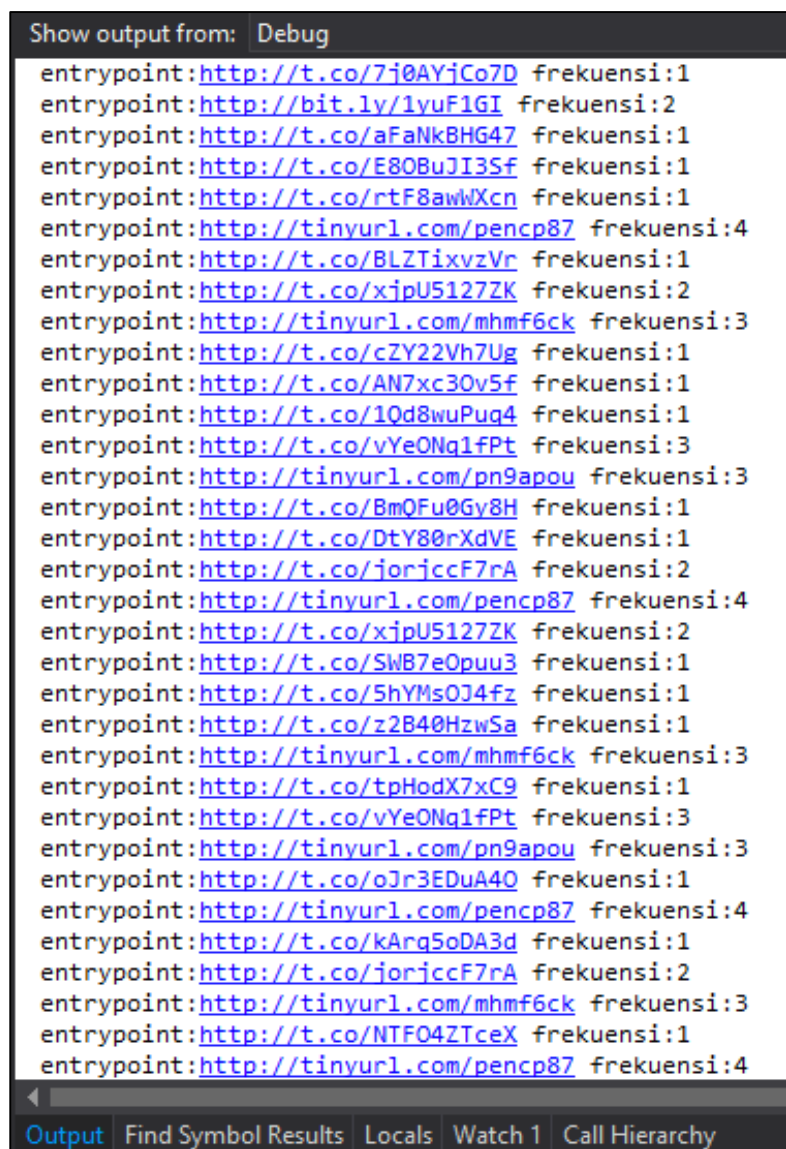 Show output from: Debug
entrypoint:http://t.co/7j0AYjCo7D frekuensi:1
entrypoint:http://bit.ly/1yuF1GI frekuensi:2
entrypoint:http://t.co/aFaNkBHG47 frekuensi:1
entrypoint:http://t.co/E8OBuJI3Sf frekuensi:1
entrypoint:http://t.co/rtF8awWXcn frekuensi:1
entrypoint:http://tinyurl.com/pencp87 frekuensi:4
entrypoint:http://t.co/BLZTixvzVr frekuensi:1
entrypoint:http://t.co/xjpU5127ZK frekuensi:2
entrypoint:http://tinyurl.com/mhmf6ck frekuensi:3
entrypoint:http://t.co/cZY22Vh7Ug frekuensi:1
entrypoint:http://t.co/AN7xc3Ov5f frekuensi:1
entrypoint:http://t.co/1Qd8wuPuq4 frekuensi:1
entrypoint:http://t.co/vYeONq1fPt frekuensi:3
entrypoint:http://tinyurl.com/pn9apou frekuensi:3
entrypoint:http://t.co/BmQFu0Gy8H frekuensi:1
entrypoint:http://t.co/DtY80rXdVE frekuensi:1
entrypoint:http://t.co/jorjccF7rA frekuensi:2
entrypoint:http://tinyurl.com/pencp87 frekuensi:4
entrypoint:http://t.co/xjpU5127ZK frekuensi:2
entrypoint:http://t.co/SWB7eOpuu3 frekuensi:1
entrypoint:http://t.co/5hYMsOJ4fz frekuensi:1
entrypoint:http://t.co/z2B40HzwSa frekuensi:1
entrypoint:http://tinyurl.com/mhmf6ck frekuensi:3
entrypoint:http://t.co/tpHodX7xC9 frekuensi:1
entrypoint:http://t.co/vYeONq1fPt frekuensi:3
entrypoint:http://tinyurl.com/pn9apou frekuensi:3
entrypoint:http://t.co/oJr3EDuA4O frekuensi:1
entrypoint:http://tinyurl.com/pencp87 frekuensi:4
entrypoint:http://t.co/kArq5oDA3d frekuensi:1
entrypoint:http://t.co/jorjccF7rA frekuensi:2
entrypoint:http://tinyurl.com/mhmf6ck frekuensi:3
entrypoint:http://t.co/NTFO4ZTceX frekuensi:1
entrypoint:http://tinyurl.com/pencp87 frekuensi:4
Output Find Symbol Results Locals Watch 1 Call Hierarchy